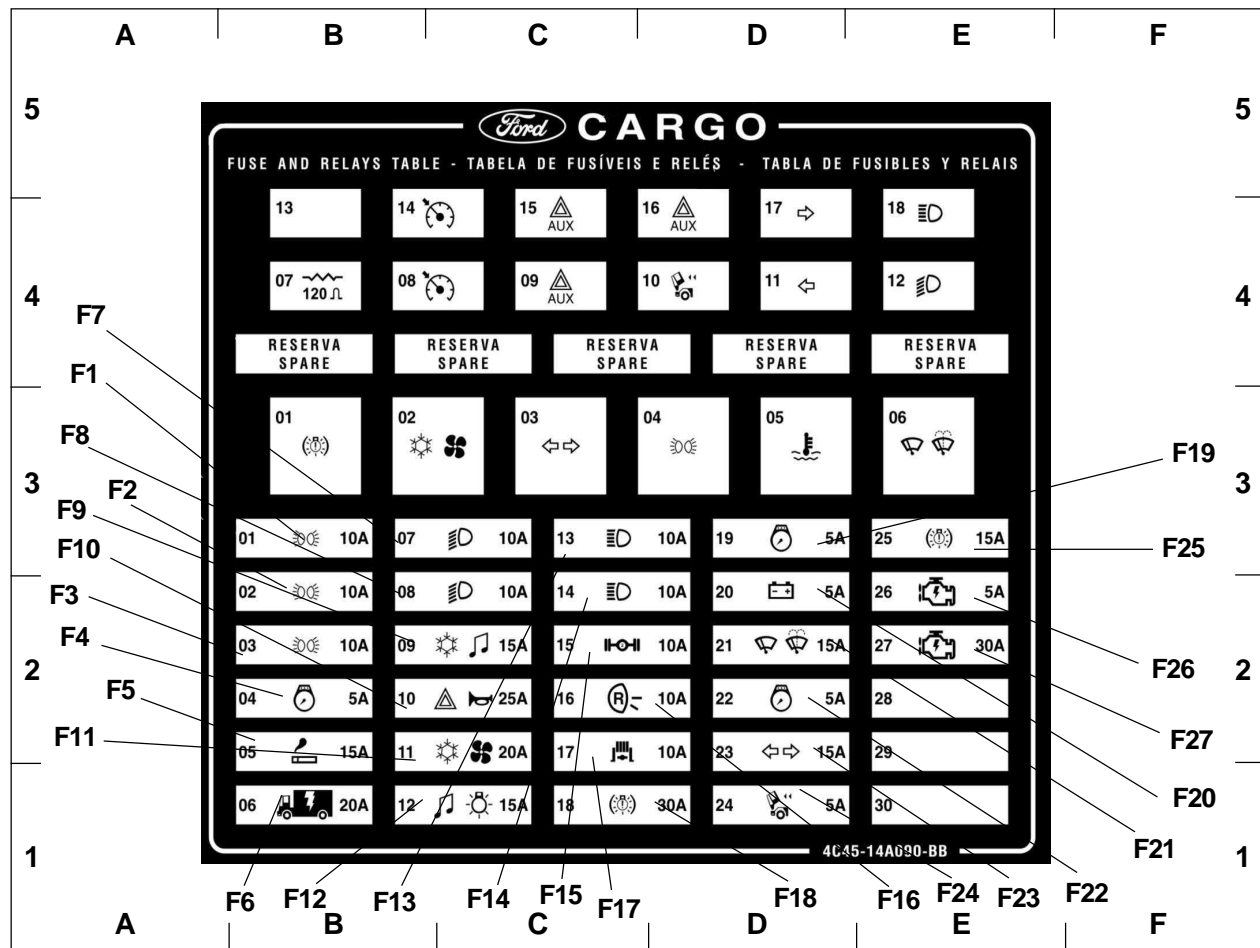 A B C D E F
5 5
Ford CARGO
FUSE AND RELAYS TABLE - TABELA DE FUSÍVEIS E RELÉS - TABLA DE FUSIBLES Y RELAIS
13 14 15 AUX 16 AUX 17 18
4 4
07 120 Ω 08 09 AUX 10 11 12
F7
RESERVA SPARE RESERVA SPARE RESERVA SPARE RESERVA SPARE RESERVA SPARE
F1
01 02 03 04 05 06
F8 F19
3 3
F2
F9
01 10A 07 10A 13 10A 19 5A 25 15A
F10 F25
02 10A 08 10A 14 10A 20 5A 26 5A
F3
03 10A 09 15A 15 10A 21 15A 27 30A
F4 F26
2 2
04 5A 10 25A 16 R 10A 22 5A 28
F5
F11 F27
05 15A 11 20A 17 10A 23 15A 29
F20
06 20A 12 15A 18 30A 24 5A 30
F21
1 4C45-14A090-BB 1
F6 F12 F13 F14 F15 F17 F18 F16 F24 F23 F22
A B C D E F